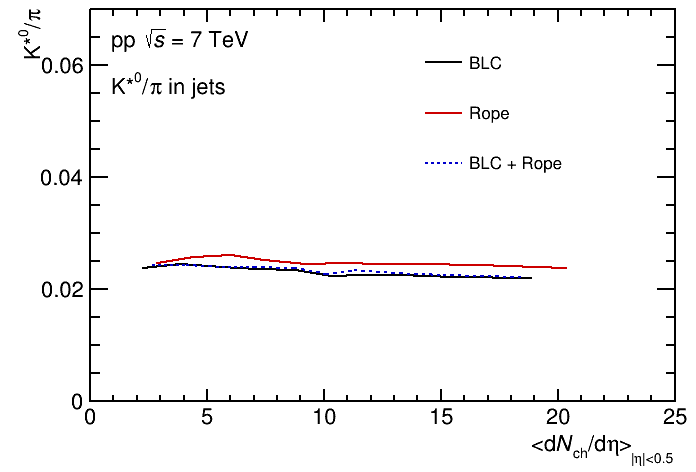 K*⁰/π
pp √s = 7 TeV
K*⁰/π in jets
BLC
Rope
BLC + Rope
0.06
0.04
0.02
0
0 5 10 15 20 25
<dN_ch/dη>_|η|<0.5